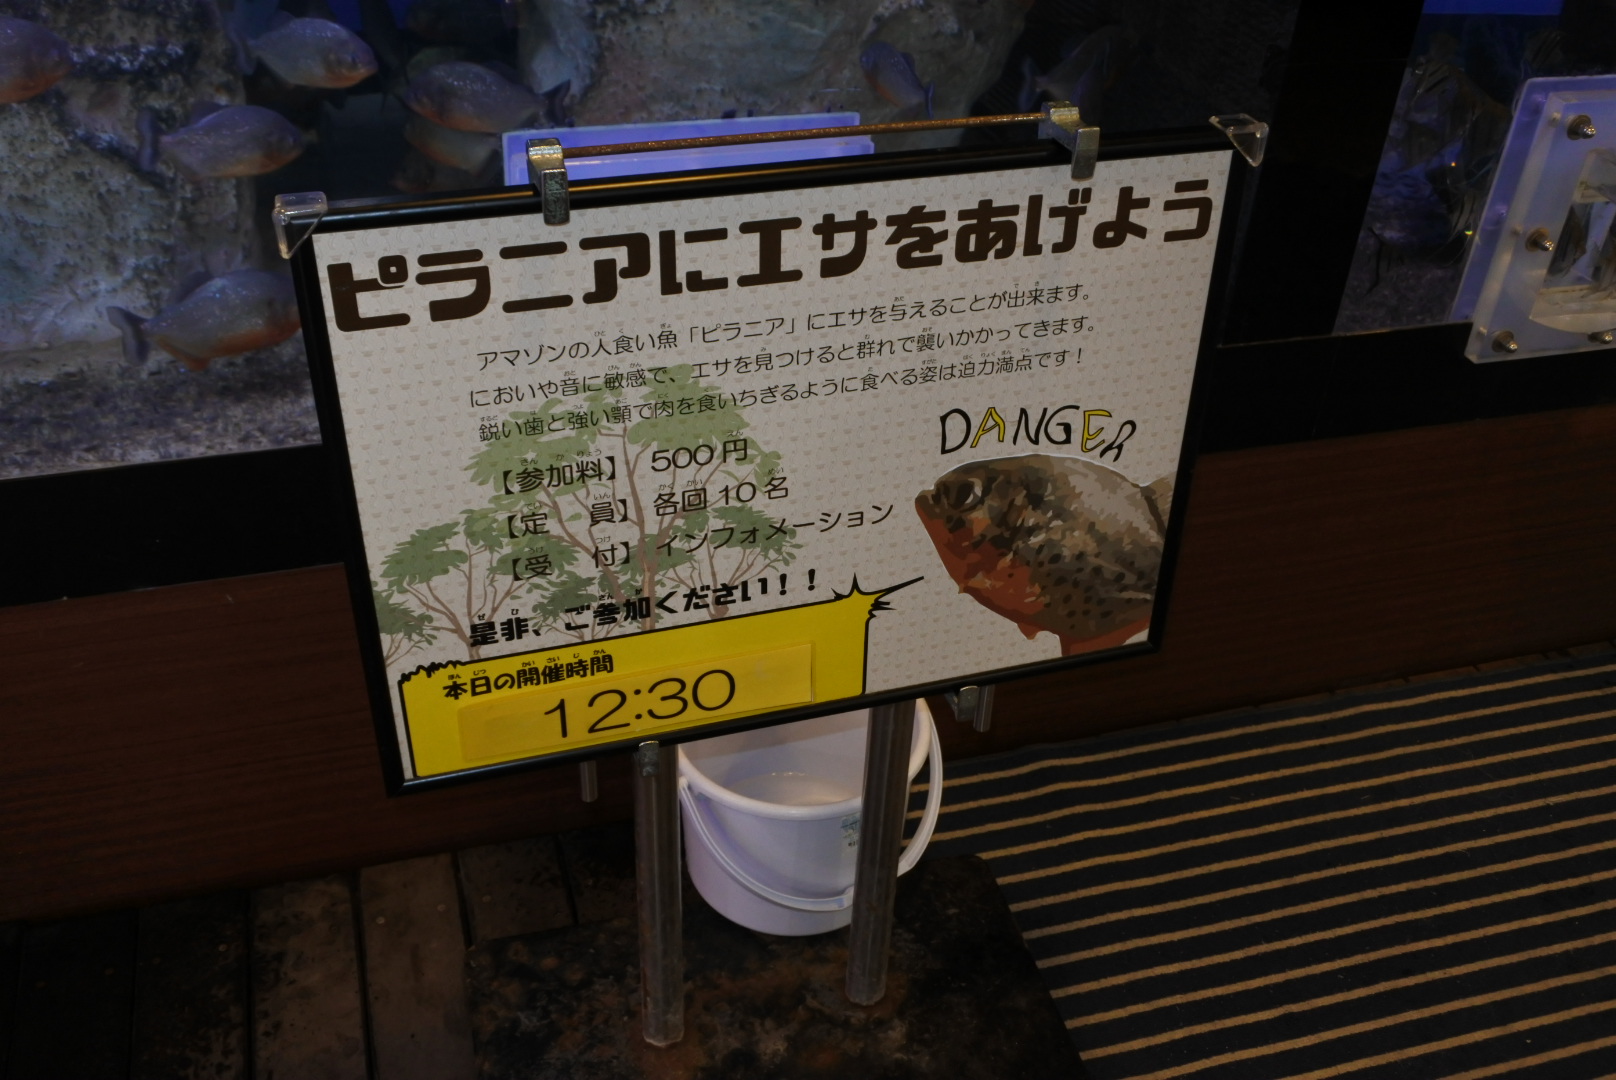 ピラニアにエサをあげよう
アマゾンの人食い魚「ピラニア」にエサを与えることが出来ます。
においや音に敏感で、エサを見つけると群れで襲いかかってきます。
鋭い歯と強い顎で肉を食いちぎるように食べる姿は迫力満点です！
DANGER
【参加料】 500円
【定　員】 各回10名
【受　付】 インフォメーション
是非、ご参加ください！！
本日の開催時間
12:30